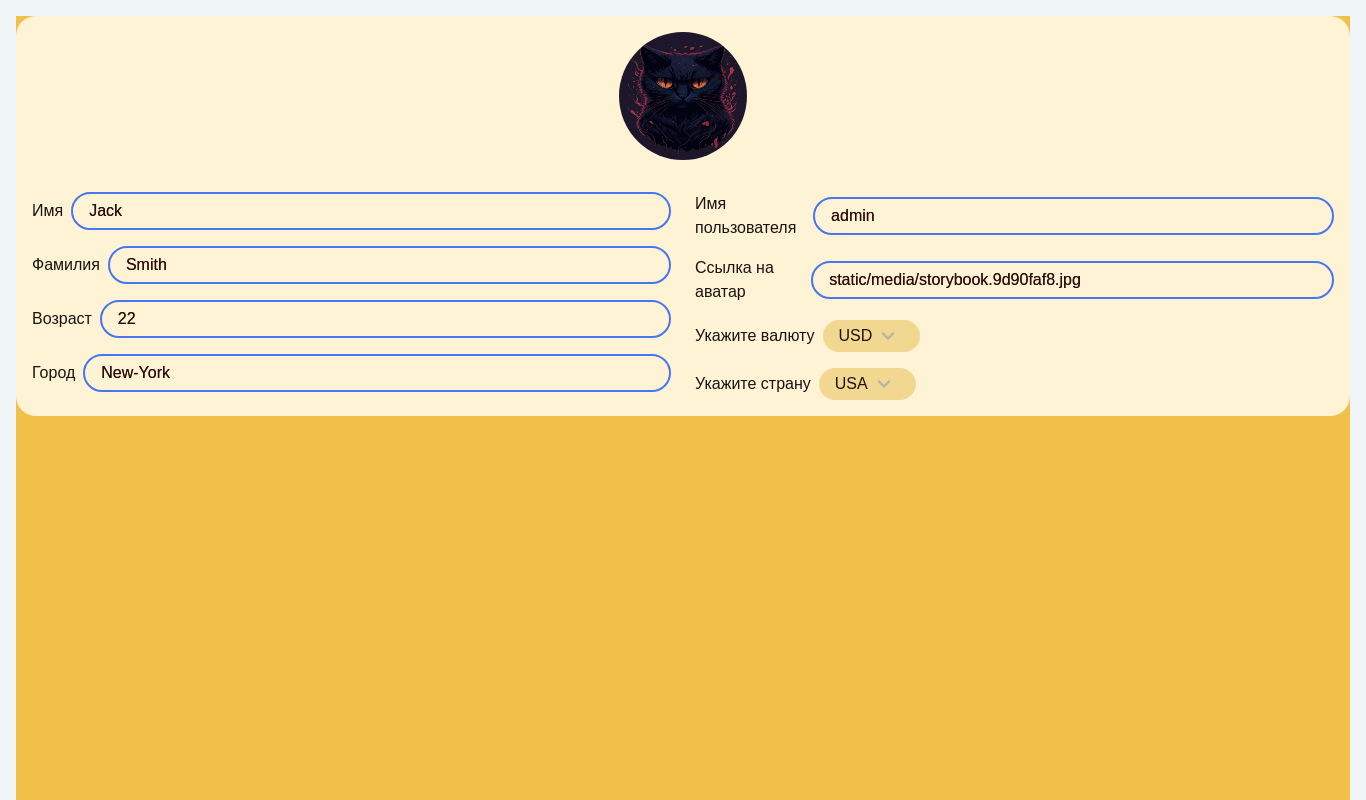 Имя Jack
Фамилия Smith
Возраст 22
Город New-York
Имя
пользователя admin
Ссылка на
аватар static/media/storybook.9d90faf8.jpg
Укажите валюту USD
Укажите страну USA